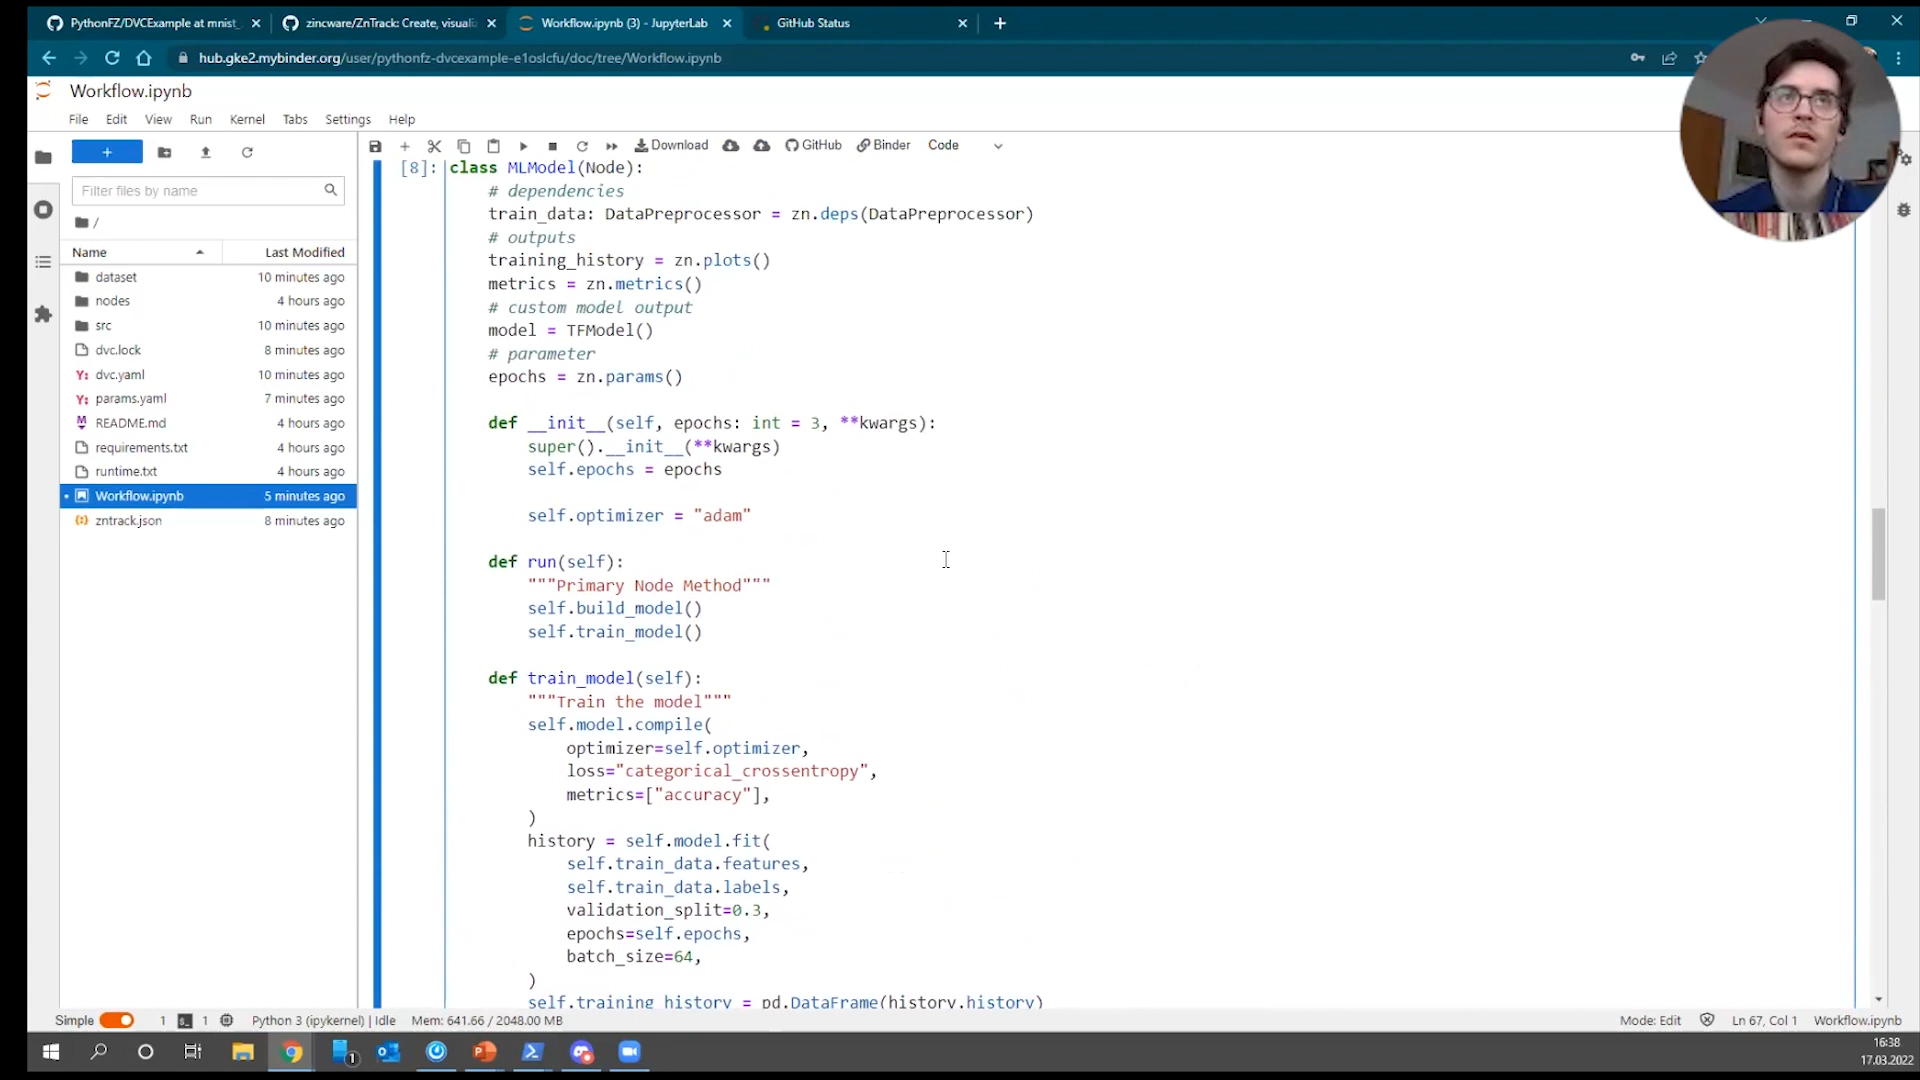 PythonFZ/DVCExample at mnist_
zincware/ZnTrack: Create, visuali
Workflow.ipynb (3) - JupyterLab
GitHub Status
hub.gke2.mybinder.org/user/pythonfz-dvcexample-e1oslcfu/doc/tree/Workflow.ipynb
Workflow.ipynb
File Edit View Run Kernel Tabs Settings Help
Download GitHub Binder Code
Filter files by name
/
Name Last Modified
dataset 10 minutes ago
nodes 4 hours ago
src 10 minutes ago
dvc.lock 8 minutes ago
Y: dvc.yaml 10 minutes ago
Y: params.yaml 7 minutes ago
README.md 4 hours ago
requirements.txt 4 hours ago
runtime.txt 4 hours ago
Workflow.ipynb 5 minutes ago
zntrack.json 8 minutes ago
[8]: class MLModel(Node):
# dependencies
train_data: DataPreprocessor = zn.deps(DataPreprocessor)
# outputs
training_history = zn.plots()
metrics = zn.metrics()
# custom model output
model = TFModel()
# parameter
epochs = zn.params()
def __init__(self, epochs: int = 3, **kwargs):
super().__init__(**kwargs)
self.epochs = epochs
self.optimizer = "adam"
def run(self):
"""Primary Node Method"""
self.build_model()
self.train_model()
def train_model(self):
"""Train the model"""
self.model.compile(
optimizer=self.optimizer,
loss="categorical_crossentropy",
metrics=["accuracy"],
)
history = self.model.fit(
self.train_data.features,
self.train_data.labels,
validation_split=0.3,
epochs=self.epochs,
batch_size=64,
)
self.training_history = pd.DataFrame(history.history)
Simple 1 1 Python 3 (ipykernel) | Idle Mem: 641.66 / 2048.00 MB
Mode: Edit Ln 67, Col 1 Workflow.ipynb
1
16:38
17.03.2022